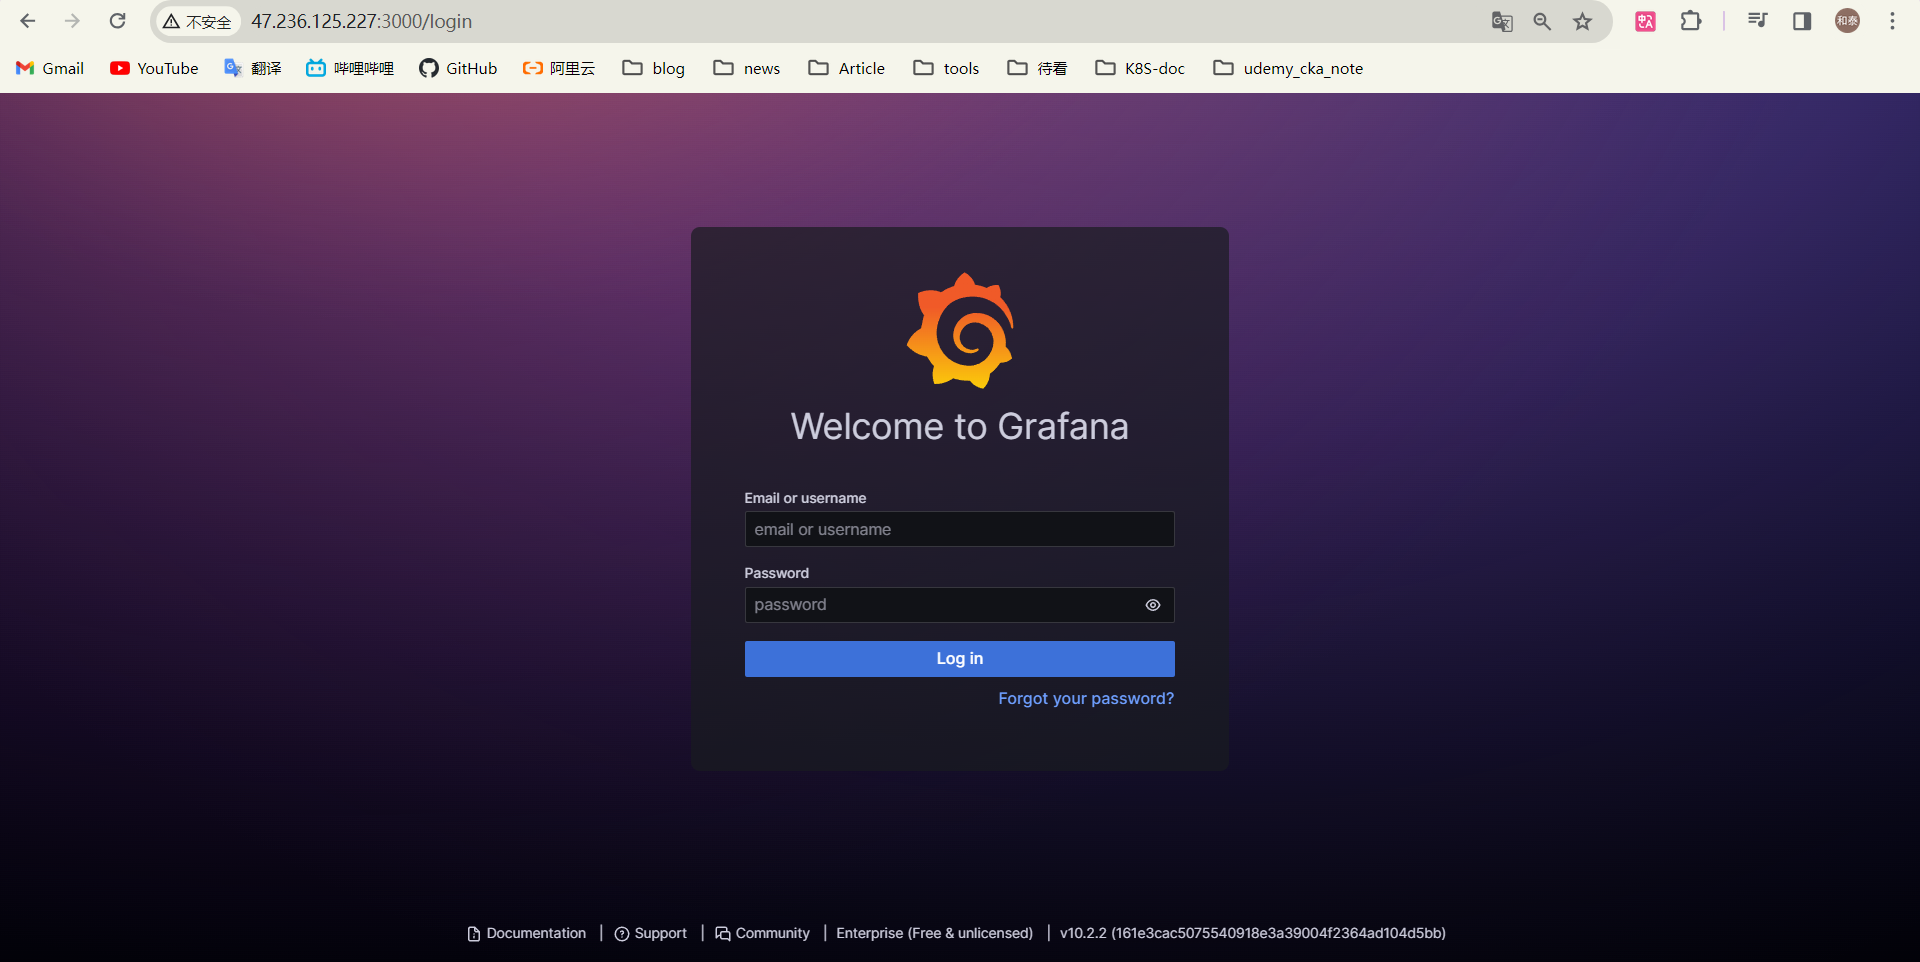 不安全 47.236.125.227:3000/login 和泰
Gmail YouTube 翻译 哔哩哔哩 GitHub 阿里云 blog news Article tools 待看 K8S-doc udemy_cka_note
Welcome to Grafana
Email or username
email or username
Password
password
Log in
Forgot your password?
Documentation | Support | Community | Enterprise (Free & unlicensed) | v10.2.2 (161e3cac5075540918e3a39004f2364ad104d5bb)